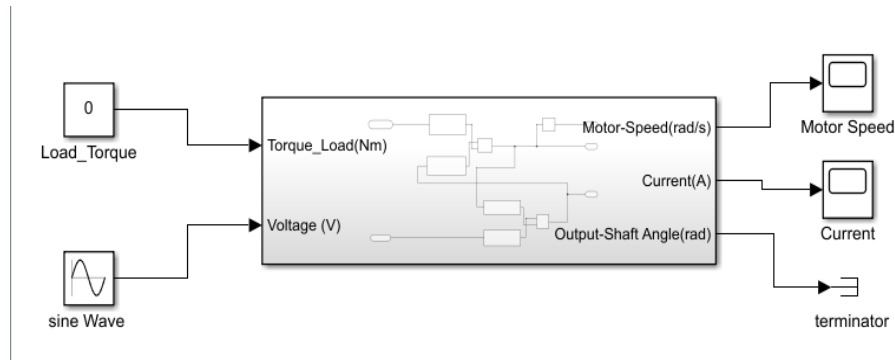 0
Load_Torque
sine Wave
Torque_Load(Nm)
Voltage (V)
Motor-Speed(rad/s)
Current(A)
Output-Shaft Angle(rad)
Motor Speed
Current
terminator